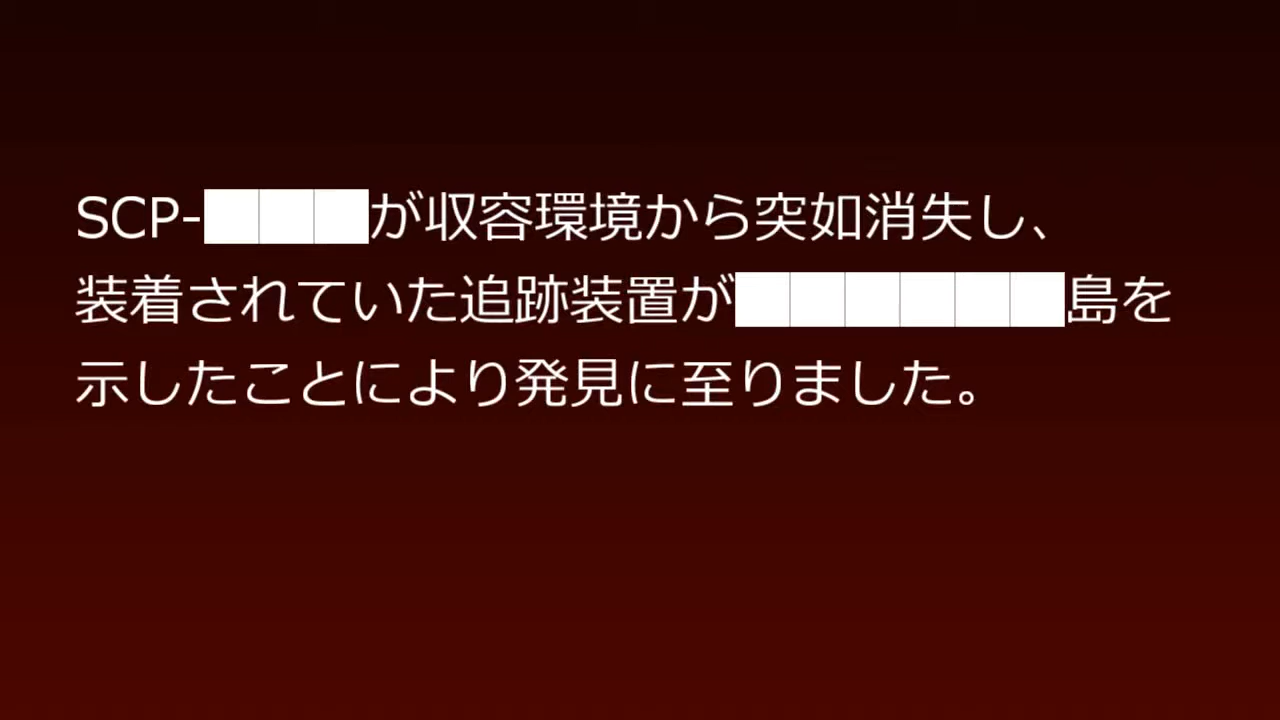 SCP-███が収容環境から突如消失し、
装着されていた追跡装置が██████島を
示したことにより発見に至りました。